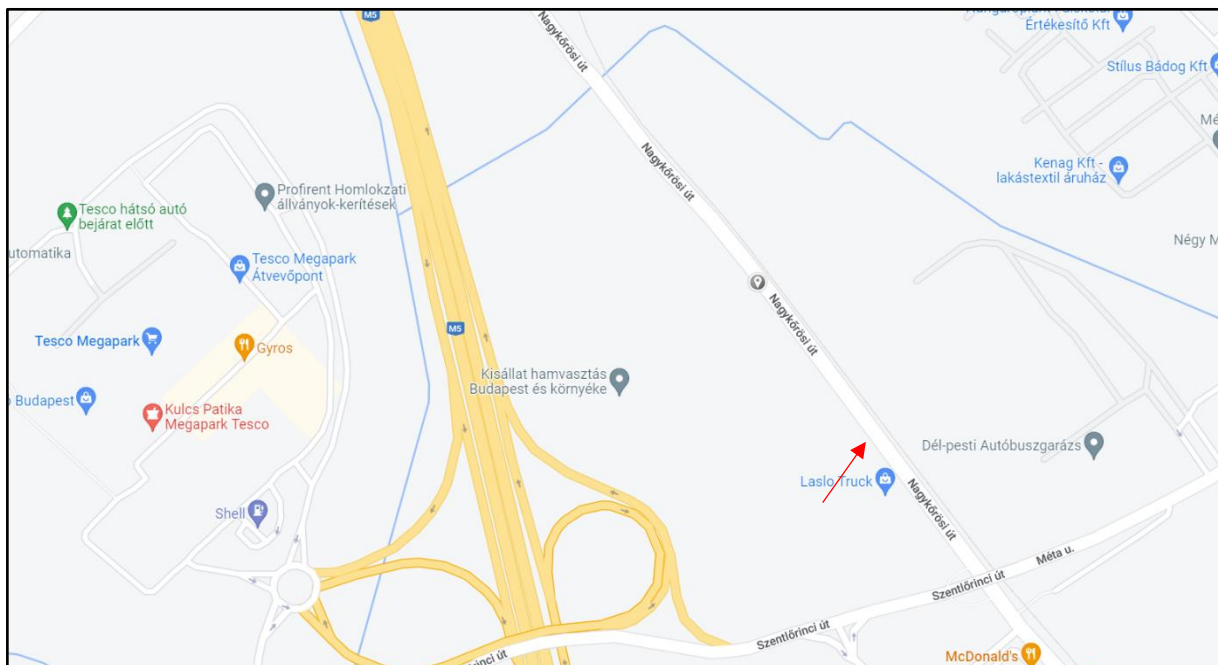 M5
Nagykőrösi út
Értékesítő Kft
Stílus Bádog Kft
Nagykőrösi út
Kenag Kft -
lakástextil áruház
Profirent Homlokzati
állványok-kerítések
Tesco hátsó autó
bejárat előtt
utomatika
Négy M
Tesco Megapark
Átvevőpont
Nagykőrösi út
M5
Tesco Megapark
Gyros
Kisállat hamvasztás
Budapest és környéke
Budapest
Kulcs Patika
Megapark Tesco
Dél-pesti Autóbuszgarázs
Laslo Truck
Nagykőrösi út
Shell
Méta u.
Szentlőrinci út
Szentlőrinci út
McDonald's